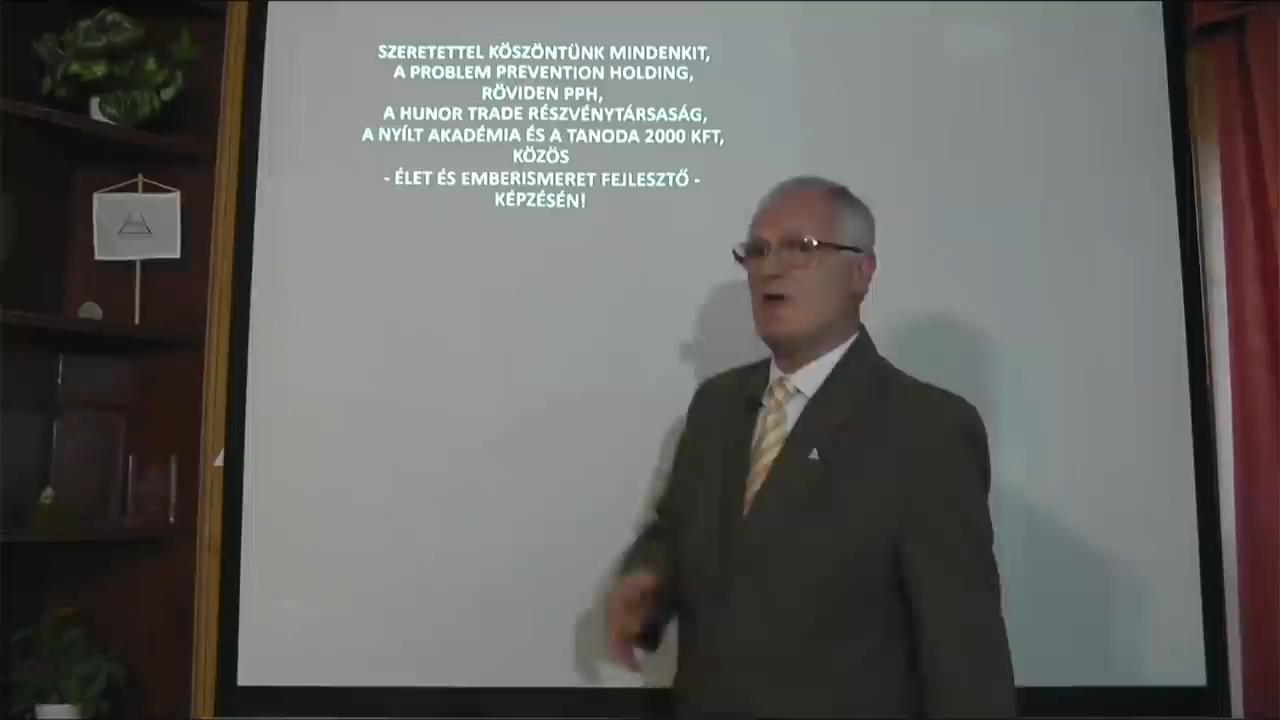 SZERETETTEL KÖSZÖNTÜNK MINDENKIT,
A PROBLEM PREVENTION HOLDING,
RÖVIDEN PPH,
A HUNOR TRADE RÉSZVÉNYTÁRSASÁG,
A NYÍLT AKADÉMIA ÉS A TANODA 2000 KFT,
KÖZÖS
- ÉLET ÉS EMBERISMERET FEJLESZTŐ -
KÉPZÉSÉN!